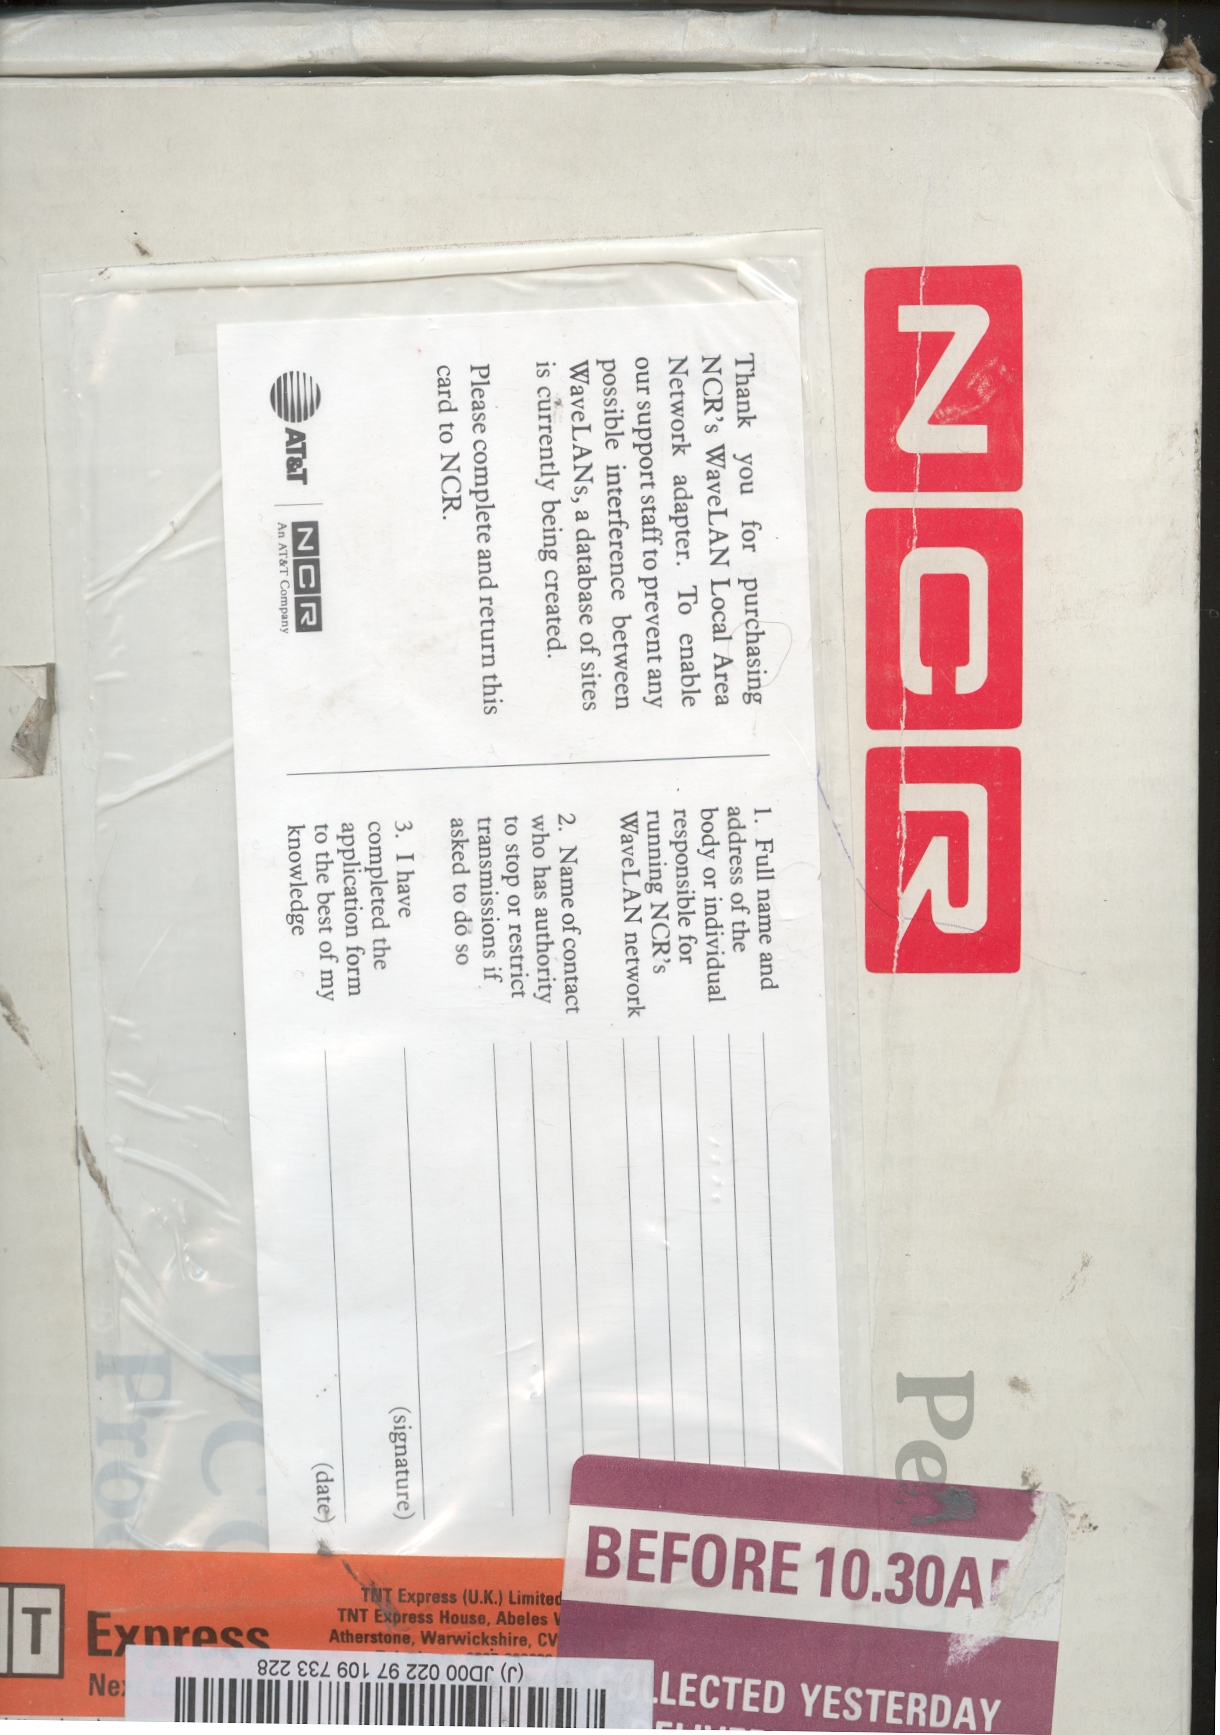 NCR
Thank you for purchasing
NCR's WaveLAN Local Area
Network adapter. To enable
our support staff to prevent any
possible interference between
WaveLANs, a database of sites
is currently being created.
Please complete and return this
card to NCR.
AT&T
NCR
An AT&T Company
1. Full name and
address of the
body or individual
responsible for
running NCR's
WaveLAN network
2. Name of contact
who has authority
to stop or restrict
transmissions if
asked to do so
3. I have
completed the
application form
to the best of my
knowledge
(signature)
(date)
BEFORE 10.30
COLLECTED YESTERDAY
T
Express
TNT Express (U.K.) Limited
TNT Express House, Abeles
Atherstone, Warwickshire, CV
(J) JD00 022 97 109 733 228